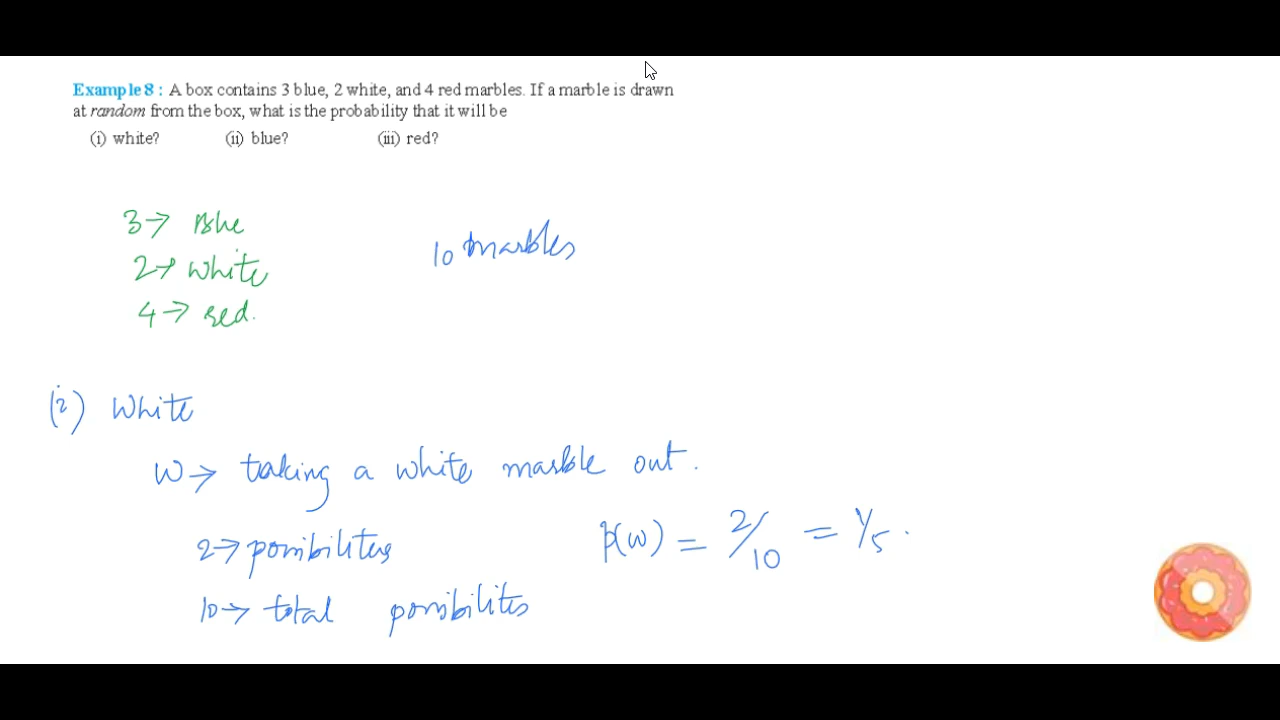 Example 8 : A box contains 3 blue, 2 white, and 4 red marbles. If a marble is drawn
at random from the box, what is the probability that it will be
(i) white? (ii) blue? (iii) red?
3→ Blue
2→ white
4→ red.
10 marbles
(i) White
W→ taking a white marble out.
2→ possibilities
10→ total possibilities
p(w) = 2/10 = 1/5.